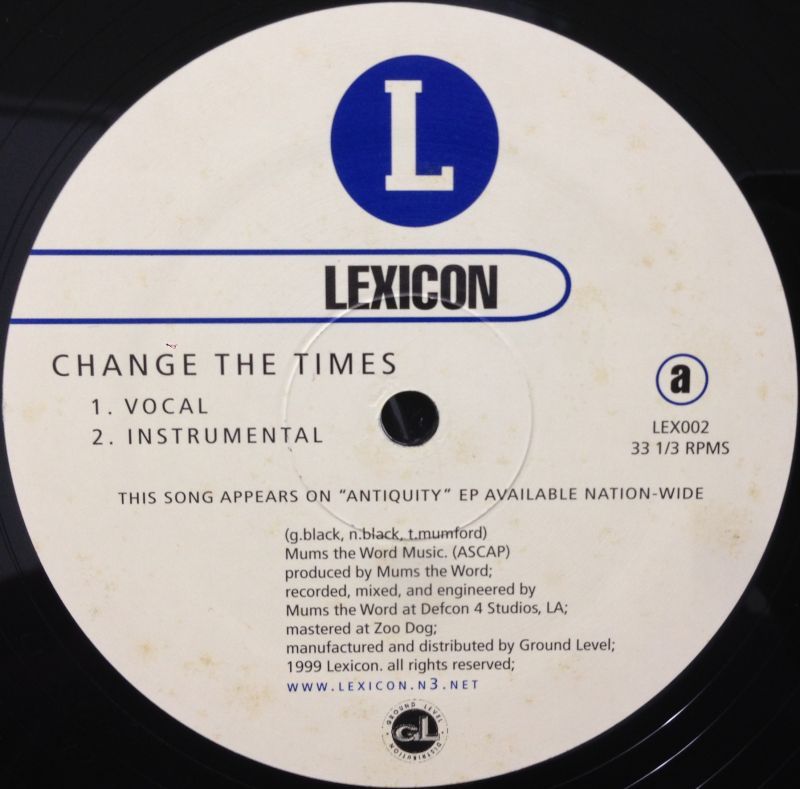 L
LEXICON
CHANGE THE TIMES
1. VOCAL
2. INSTRUMENTAL
a
LEX002
33 1/3 RPMS
THIS SONG APPEARS ON "ANTIQUITY" EP AVAILABLE NATION-WIDE
(g.black, n.black, t.mumford)
Mums the Word Music. (ASCAP)
produced by Mums the Word;
recorded, mixed, and engineered by
Mums the Word at Defcon 4 Studios, LA;
mastered at Zoo Dog;
manufactured and distributed by Ground Level;
1999 Lexicon. all rights reserved;
WWW.LEXICON.N3.NET
GROUND LEVEL
GL
DISTRIBUTION